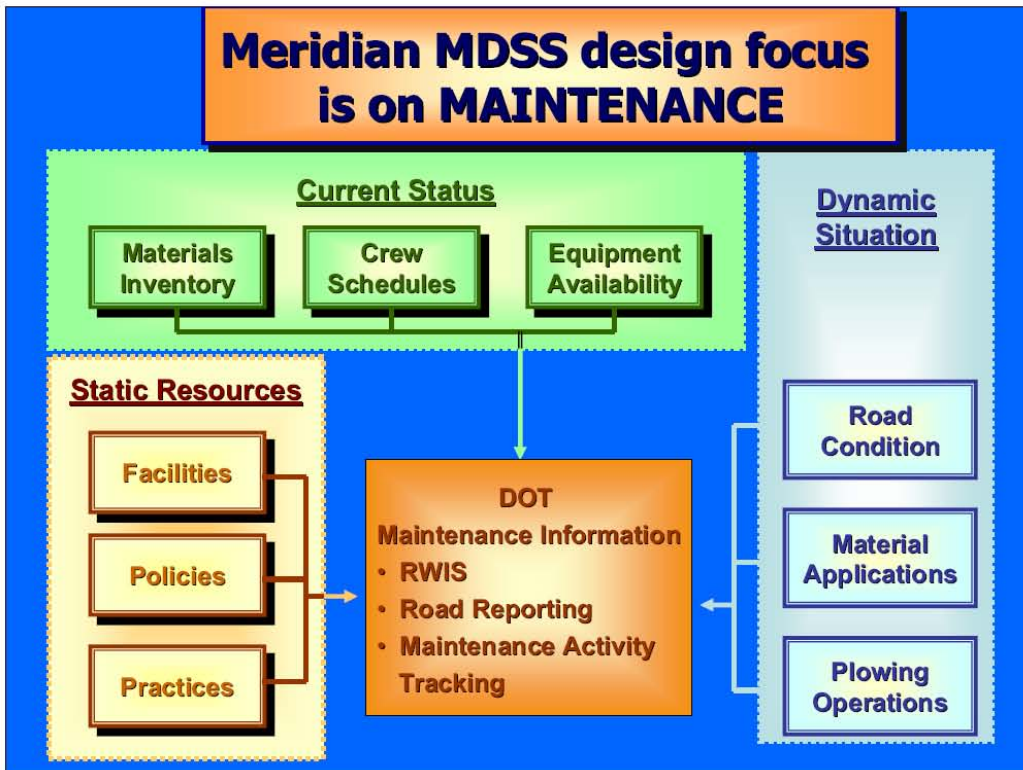 Meridian MDSS design focus
is on MAINTENANCE
Current Status
Materials
Inventory
Crew
Schedules
Equipment
Availability
Dynamic
Situation
Static Resources
Facilities
Policies
Practices
DOT
Maintenance Information
• RWIS
• Road Reporting
• Maintenance Activity
Tracking
Road
Condition
Material
Applications
Plowing
Operations